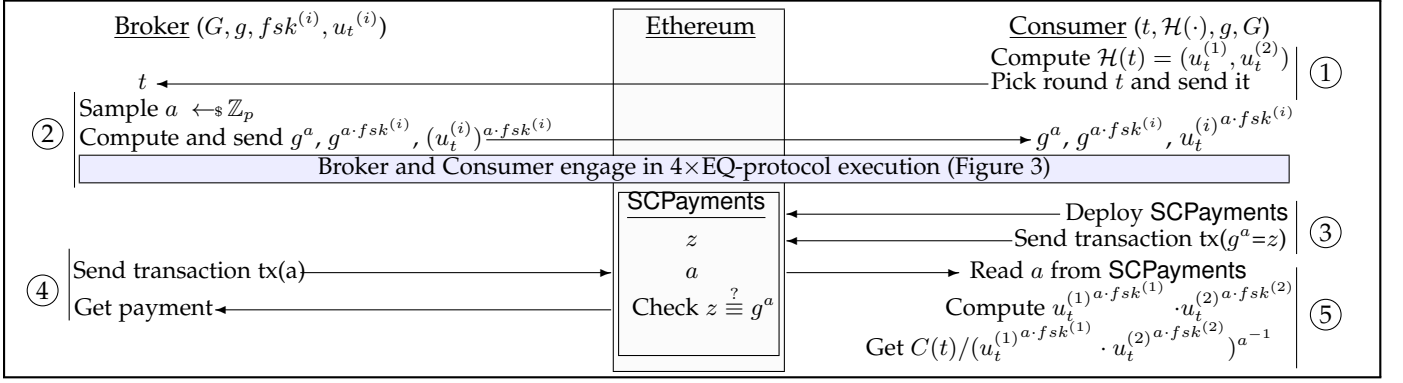 Broker (G, g, fsk^{(i)}, u_t^{(i)}) Ethereum Consumer (t, \mathcal{H}(·), g, G)
Compute \mathcal{H}(t) = (u_t^{(1)}, u_t^{(2)})
t Pick round t and send it ①
② Sample a ←$ ℤ_p
Compute and send g^a, g^{a·fsk^{(i)}}, (u_t^{(i)})^{a·fsk^{(i)}} g^a, g^{a·fsk^{(i)}}, u_t^{(i)^{a·fsk^{(i)}}}
Broker and Consumer engage in 4×EQ-protocol execution (Figure 3)
SCPayments Deploy SCPayments
z Send transaction tx(g^a=z) ③
④ Send transaction tx(a) a Read a from SCPayments
Get payment Check z \stackrel{?}{≡} g^a Compute u_t^{(1)^{a·fsk^{(1)}}} ·u_t^{(2)^{a·fsk^{(2)}}} ⑤
Get C(t)/(u_t^{(1)^{a·fsk^{(1)}}} · u_t^{(2)^{a·fsk^{(2)}}})^{a^{-1}}